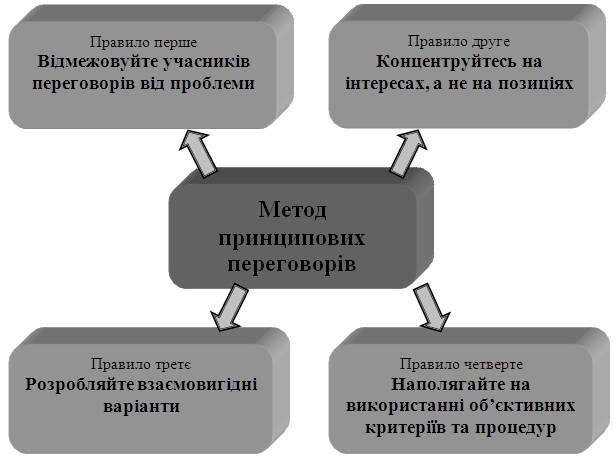 Правило перше
Відмежовуйте учасників
переговорів від проблеми
Правило друге
Концентруйтесь на
інтересах, а не на позиціях
Метод
принципових
переговорів
Правило третє
Розробляйте взаємовигідні
варіанти
Правило четверте
Наполягайте на
використанні об’єктивних
критеріїв та процедур